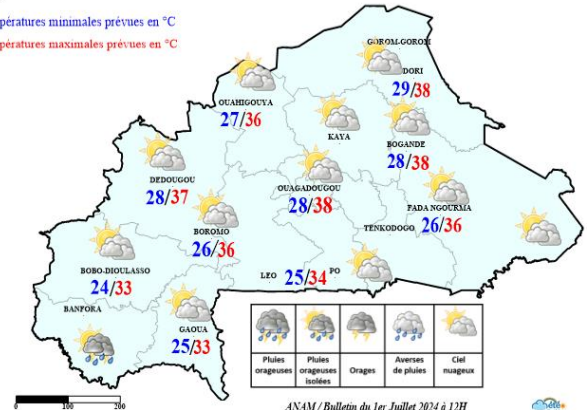 pératures minimales prévues en °C
pératures maximales prévues en °C
GOROM-GOROM
DORI
29/38
OUAHIGOUYA
27/36
KAYA
BOGANDE
28/38
DEDOUGOU
28/37
OUAGADOUGOU
28/38
FADA NGOURMA
26/36
BOROMO
26/36
TENKODOGO
BOBO-DIOULASSO
24/33
LEO
25/34
PO
BANFORA
GAOUA
25/33
Pluies orageuses
Pluies orageuses isolées
Orages
Averses de pluies
Ciel nuageux
0 100 200
ANAM / Bulletin du 1er Juillet 2024 à 12H